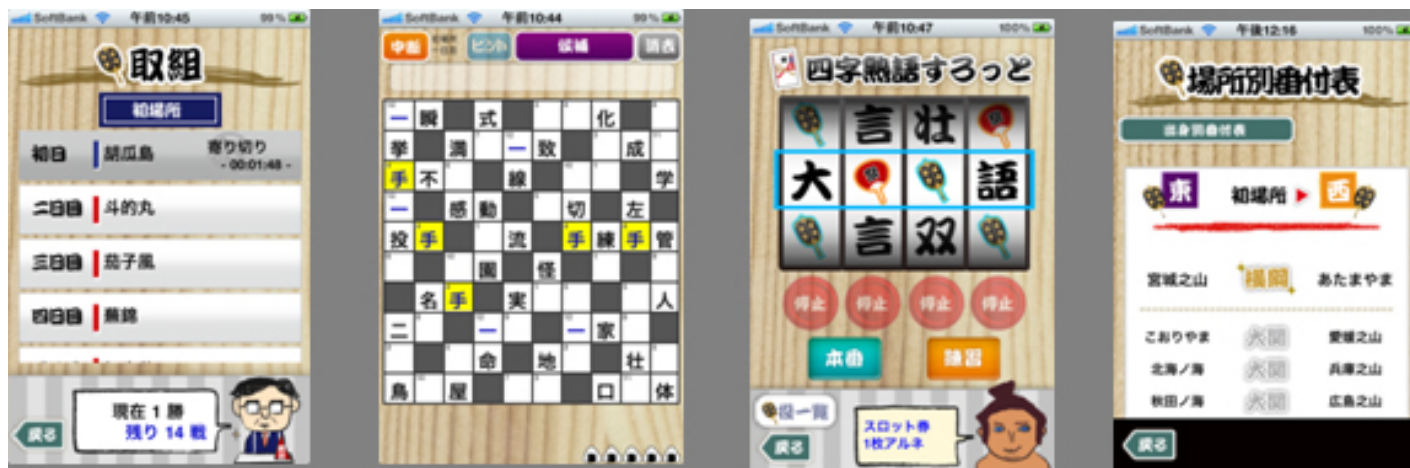 SoftBank 午前10:45 99%
取組
初場所
初日 胡瓜島 寄り切り
- 00:01:48 -
二日目 斗的丸
三日目 茄子風
四日目 蕪錦
現在 1 勝
残り 14 戦
戻る
SoftBank 午前10:44 99%
中断 ヒント 候補
一 瞬 式 化
挙 満 一 致 成
手 不 線 学
一 感 動 切 左
投 手 流 手 練 手 管
園 怪
名 手 実 人
二 一 一 家
命 地 壮
鳥 屋 口 体
SoftBank 午前10:47 100%
四字熟語すろっと
言 壮
大 語
言 双
停止 停止 停止 停止
本番 練習
役一覧
スロット券
1枚アルネ
戻る
SoftBank 午後12:16 100%
場所別番付表
出身別番付表
東 初場所 西
宮城之山 横綱 あたまやま
こおりやま 大関 愛媛之山
北海ノ海 大関 兵庫之山
秋田ノ海 大関 広島之山
戻る